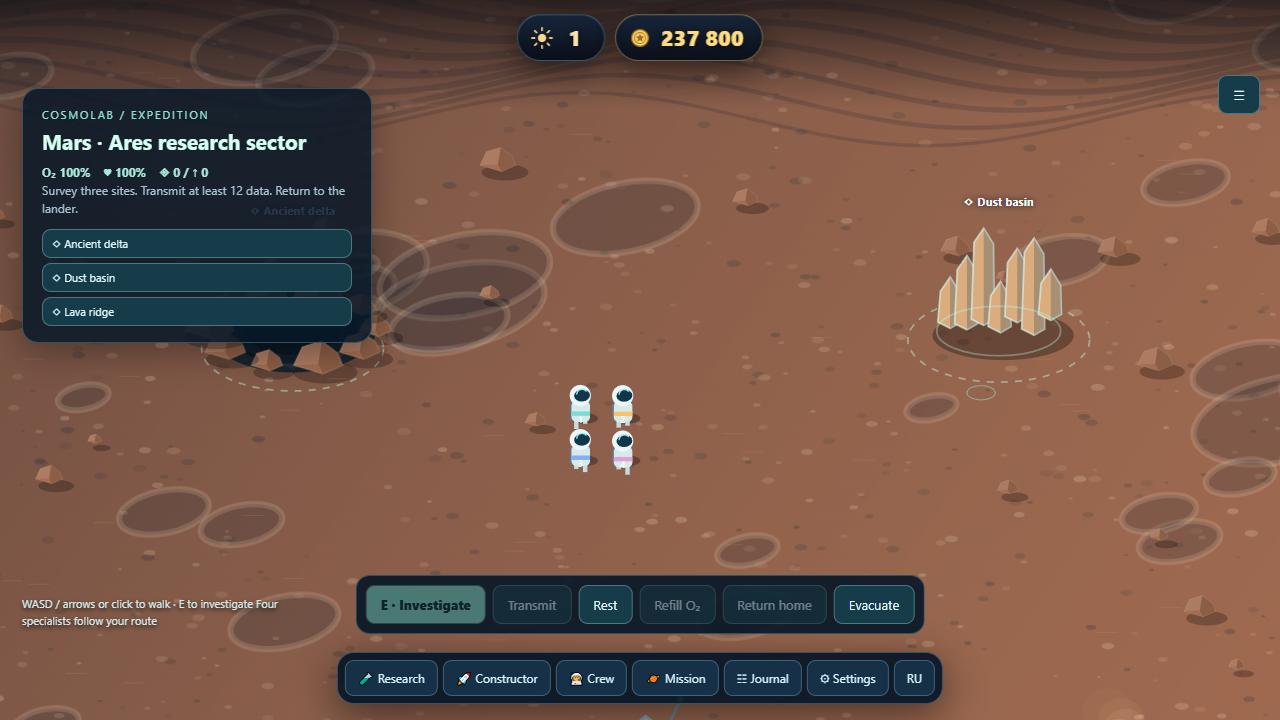 1
237 800
☰
COSMOLAB / EXPEDITION
Mars · Ares research sector
O₂ 100% ♥ 100% ⎆ 0 / ↑ 0
Survey three sites. Transmit at least 12 data. Return to the
lander.
◇ Ancient delta
◇ Ancient delta
◇ Dust basin
◇ Lava ridge
◇ Dust basin
WASD / arrows or click to walk · E to investigate Four
specialists follow your route
E · Investigate
Transmit
Rest
Refill O₂
Return home
Evacuate
Research
Constructor
Crew
Mission
Journal
Settings
RU